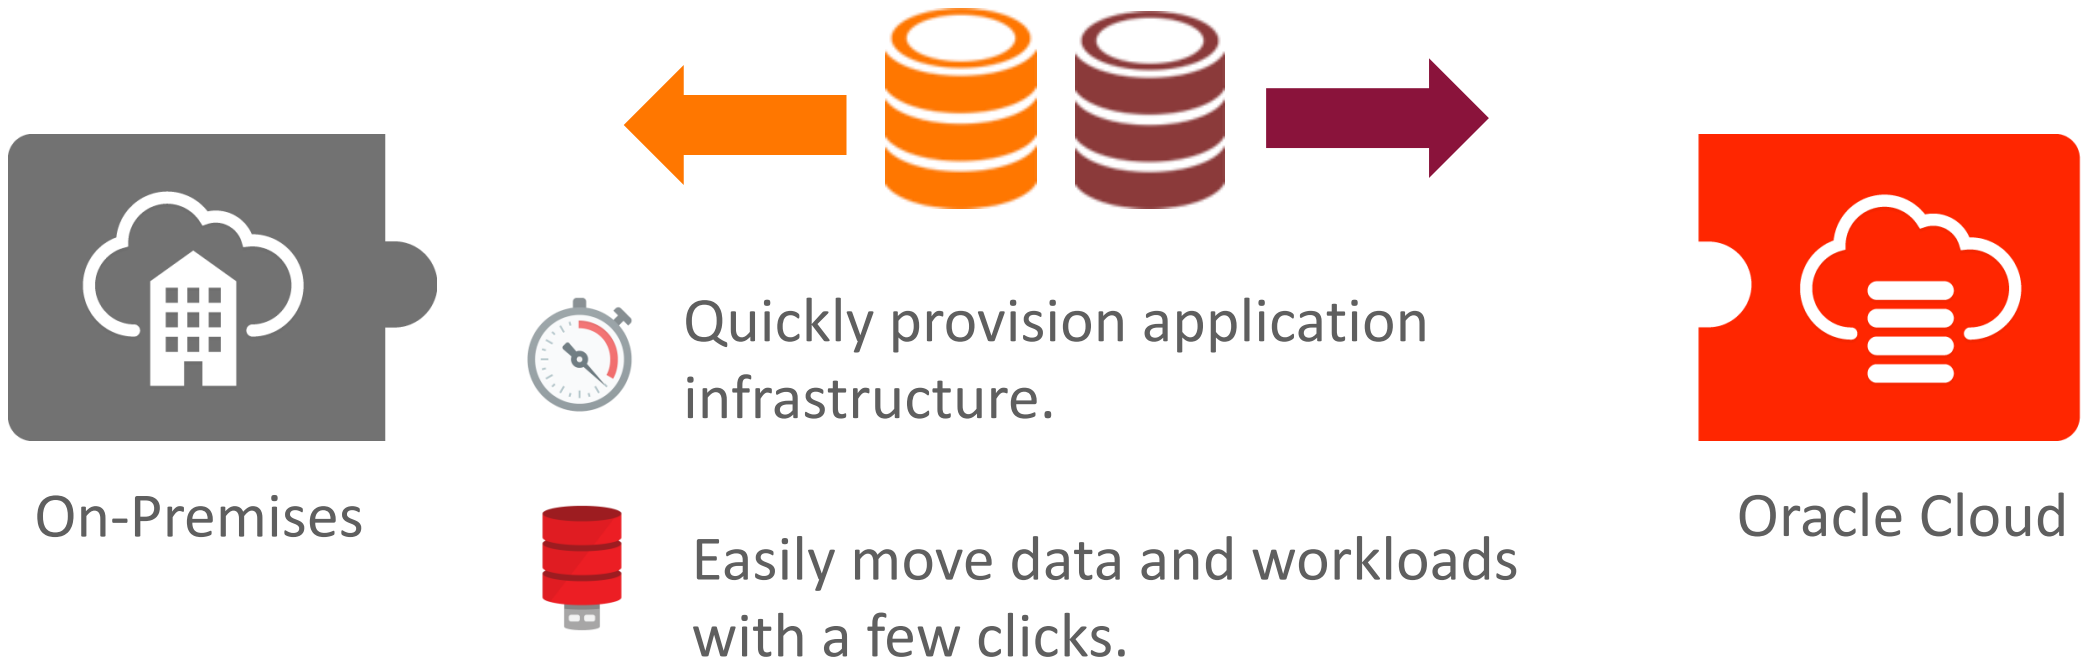 Quickly provision application
infrastructure.
On-Premises
Oracle Cloud
Easily move data and workloads
with a few clicks.